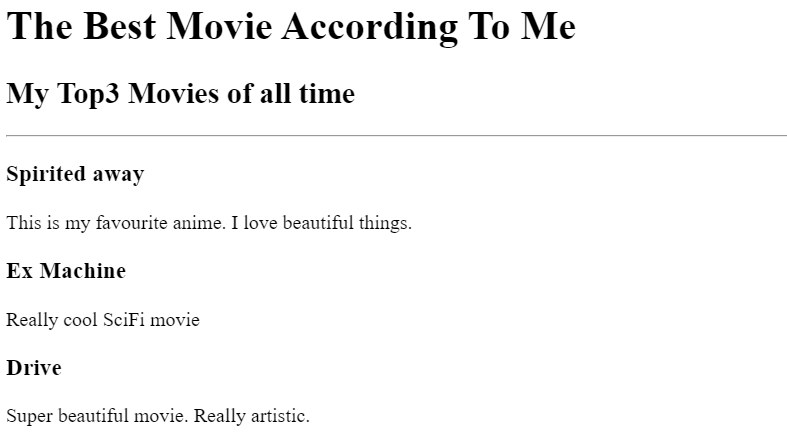 The Best Movie According To Me
My Top3 Movies of all time
Spirited away
This is my favourite anime. I love beautiful things.
Ex Machine
Really cool SciFi movie
Drive
Super beautiful movie. Really artistic.